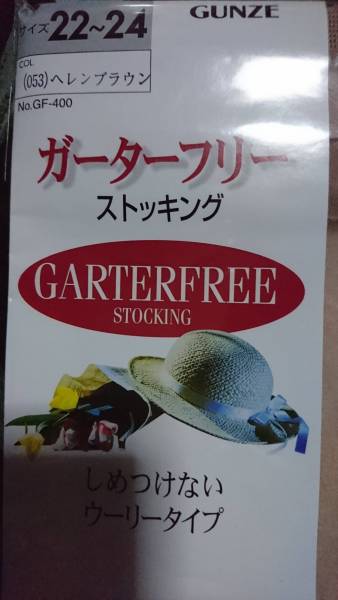 サイズ 22~24
GUNZE
COL
(053)ヘレンブラウン
No.GF-400
ガーターフリー
ストッキング
GARTERFREE
STOCKING
しめつけない
ウーリータイプ